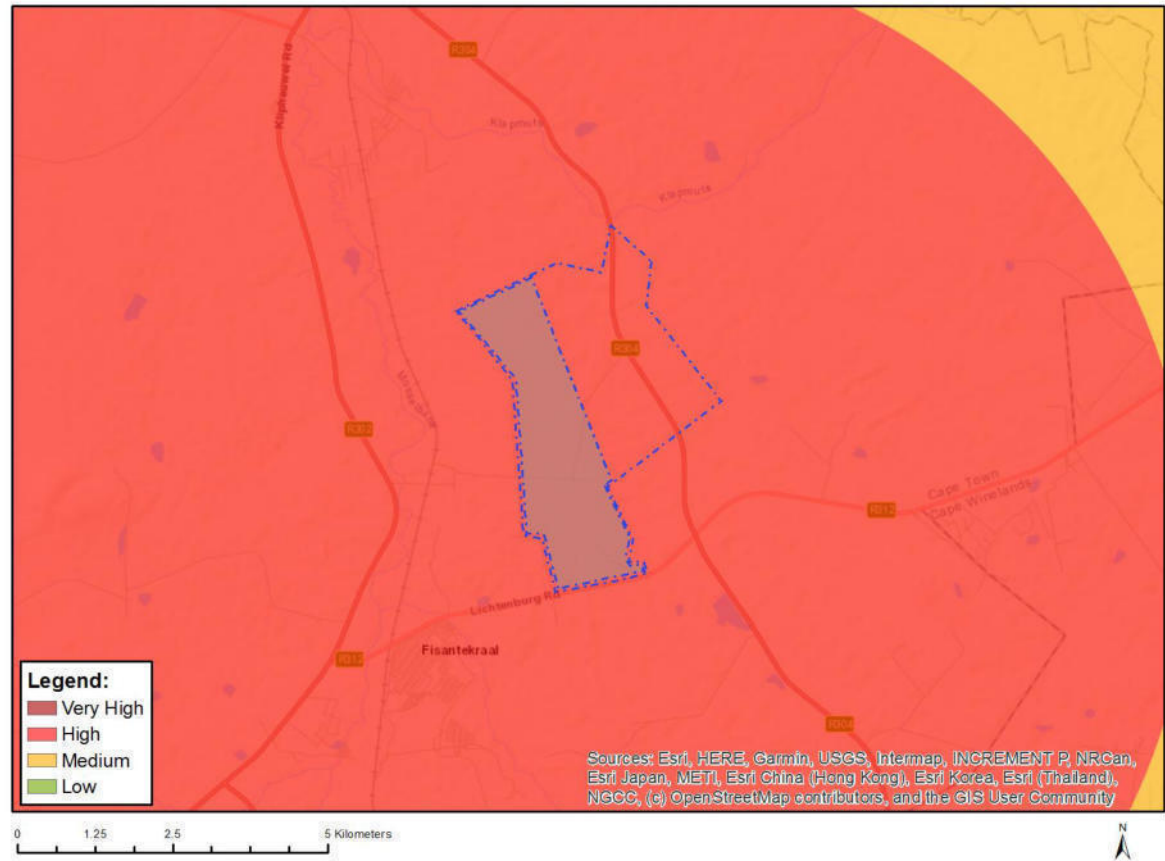 R304
Klipheuwel Rd
Klapmuts
Klapmuts
R304
R302
Mosselbank
Cape Town
Cape Winelands
R312
Lichtenburg Rd
Fisantekraal
R312
R304
Legend:
Very High
High
Medium
Low
Sources: Esri, HERE, Garmin, USGS, Intermap, INCREMENT P, NRCan,
Esri Japan, METI, Esri China (Hong Kong), Esri Korea, Esri (Thailand),
NGCC, (c) OpenStreetMap contributors, and the GIS User Community
0 1.25 2.5 5 Kilometers
N